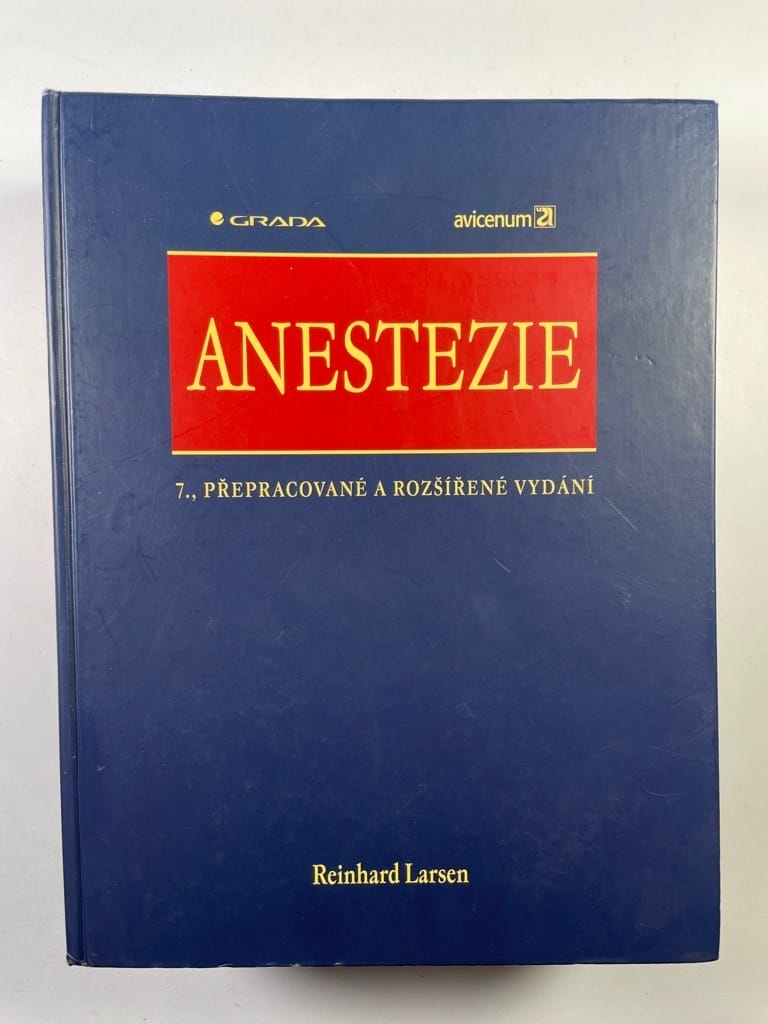 GRADA
avicenum
ANESTEZIE
7., PŘEPRACOVANÉ A ROZŠÍŘENÉ VYDÁNÍ
Reinhard Larsen